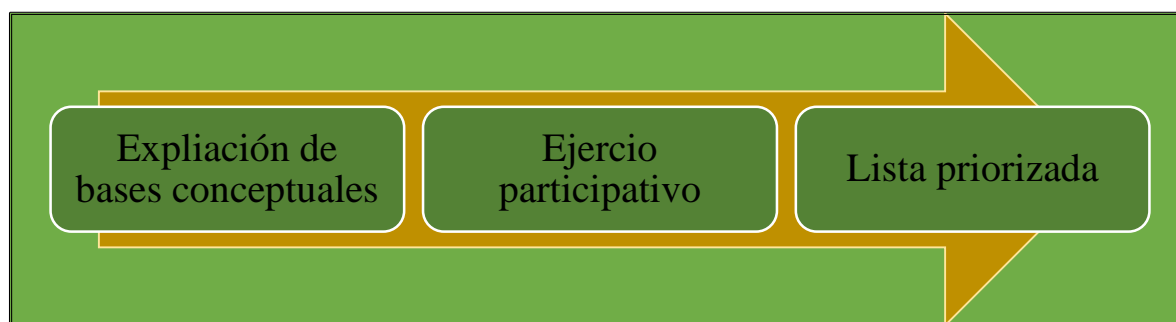 Expliación de
bases conceptuales
Ejercio
participativo
Lista priorizada